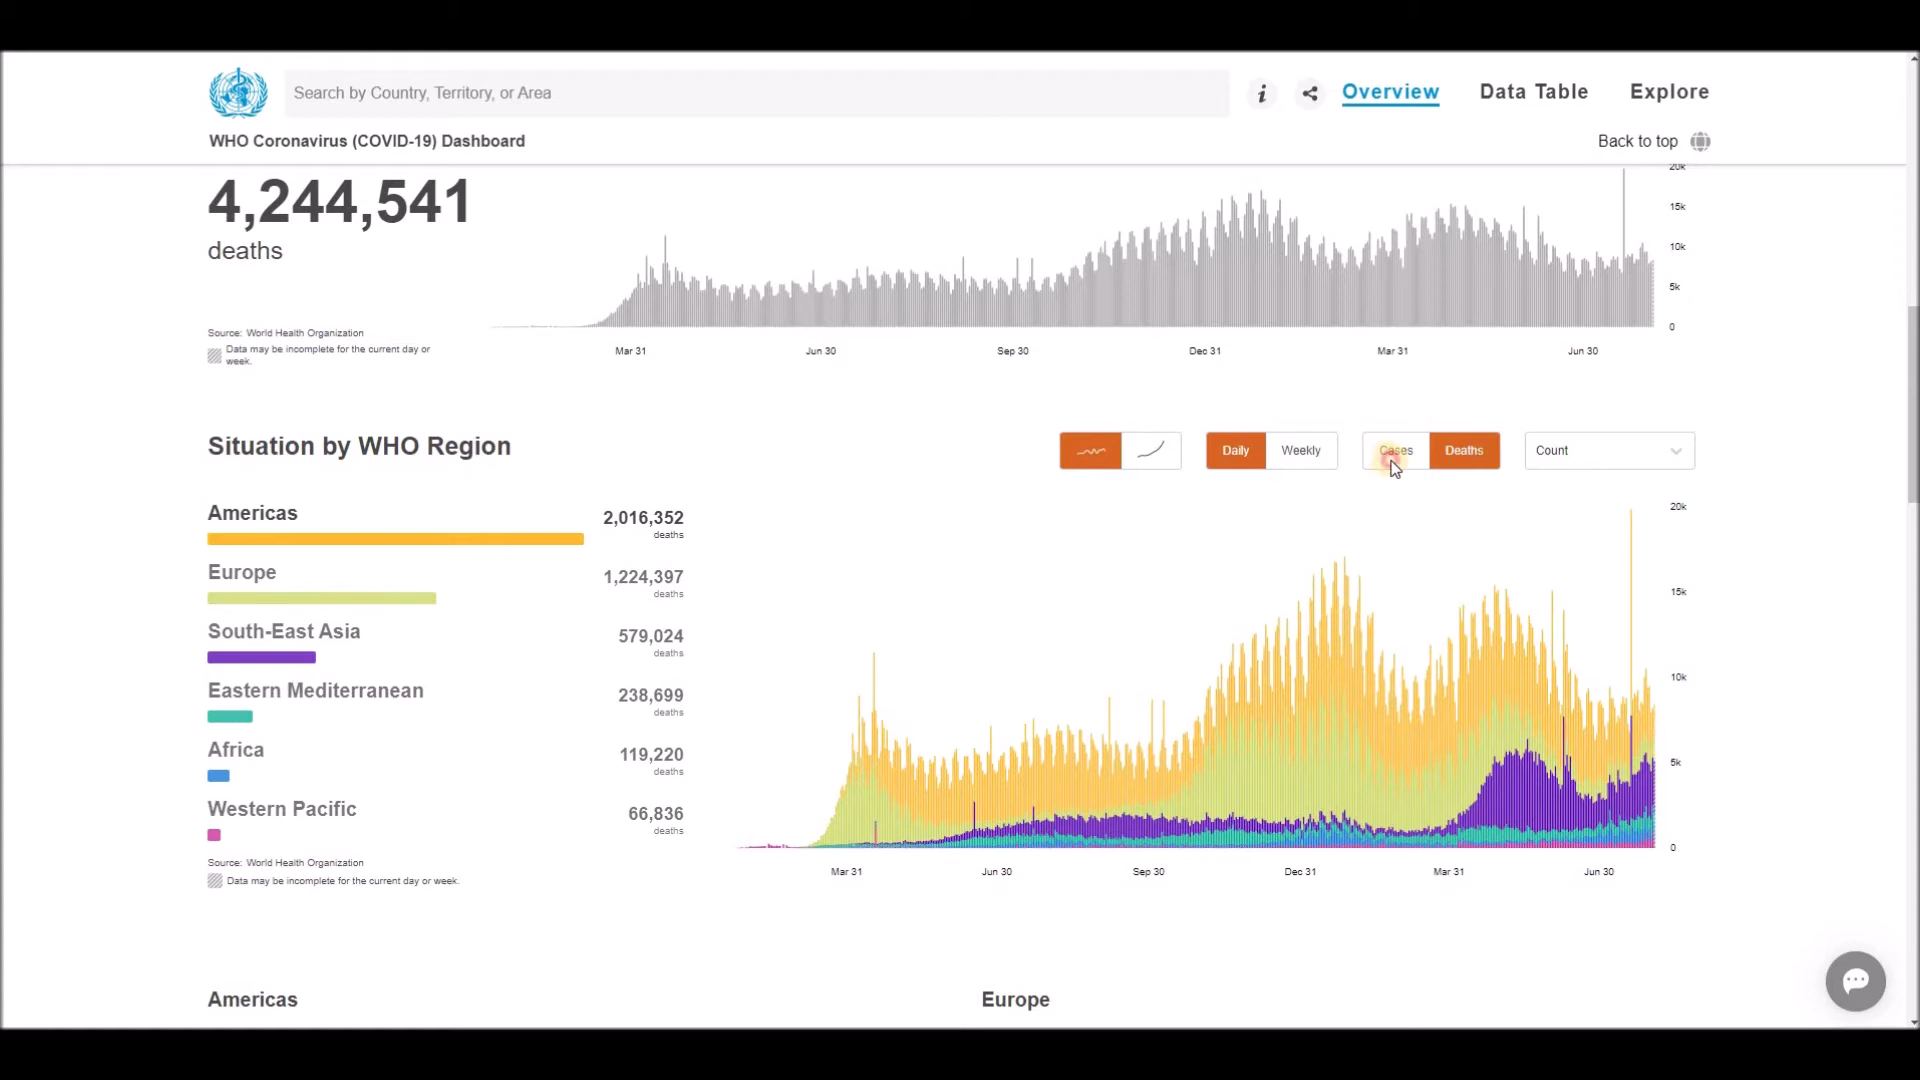 Search by Country, Territory, or Area
i
Overview
Data Table
Explore
WHO Coronavirus (COVID-19) Dashboard
Back to top
4,244,541
deaths
20k
15k
10k
5k
0
Source: World Health Organization
Data may be incomplete for the current day or
week.
Mar 31
Jun 30
Sep 30
Dec 31
Mar 31
Jun 30
Situation by WHO Region
Daily
Weekly
Cases
Deaths
Count
Americas
2,016,352
deaths
Europe
1,224,397
deaths
South-East Asia
579,024
deaths
Eastern Mediterranean
238,699
deaths
Africa
119,220
deaths
Western Pacific
66,836
deaths
Source: World Health Organization
Data may be incomplete for the current day or week.
20k
15k
10k
5k
0
Mar 31
Jun 30
Sep 30
Dec 31
Mar 31
Jun 30
Americas
Europe